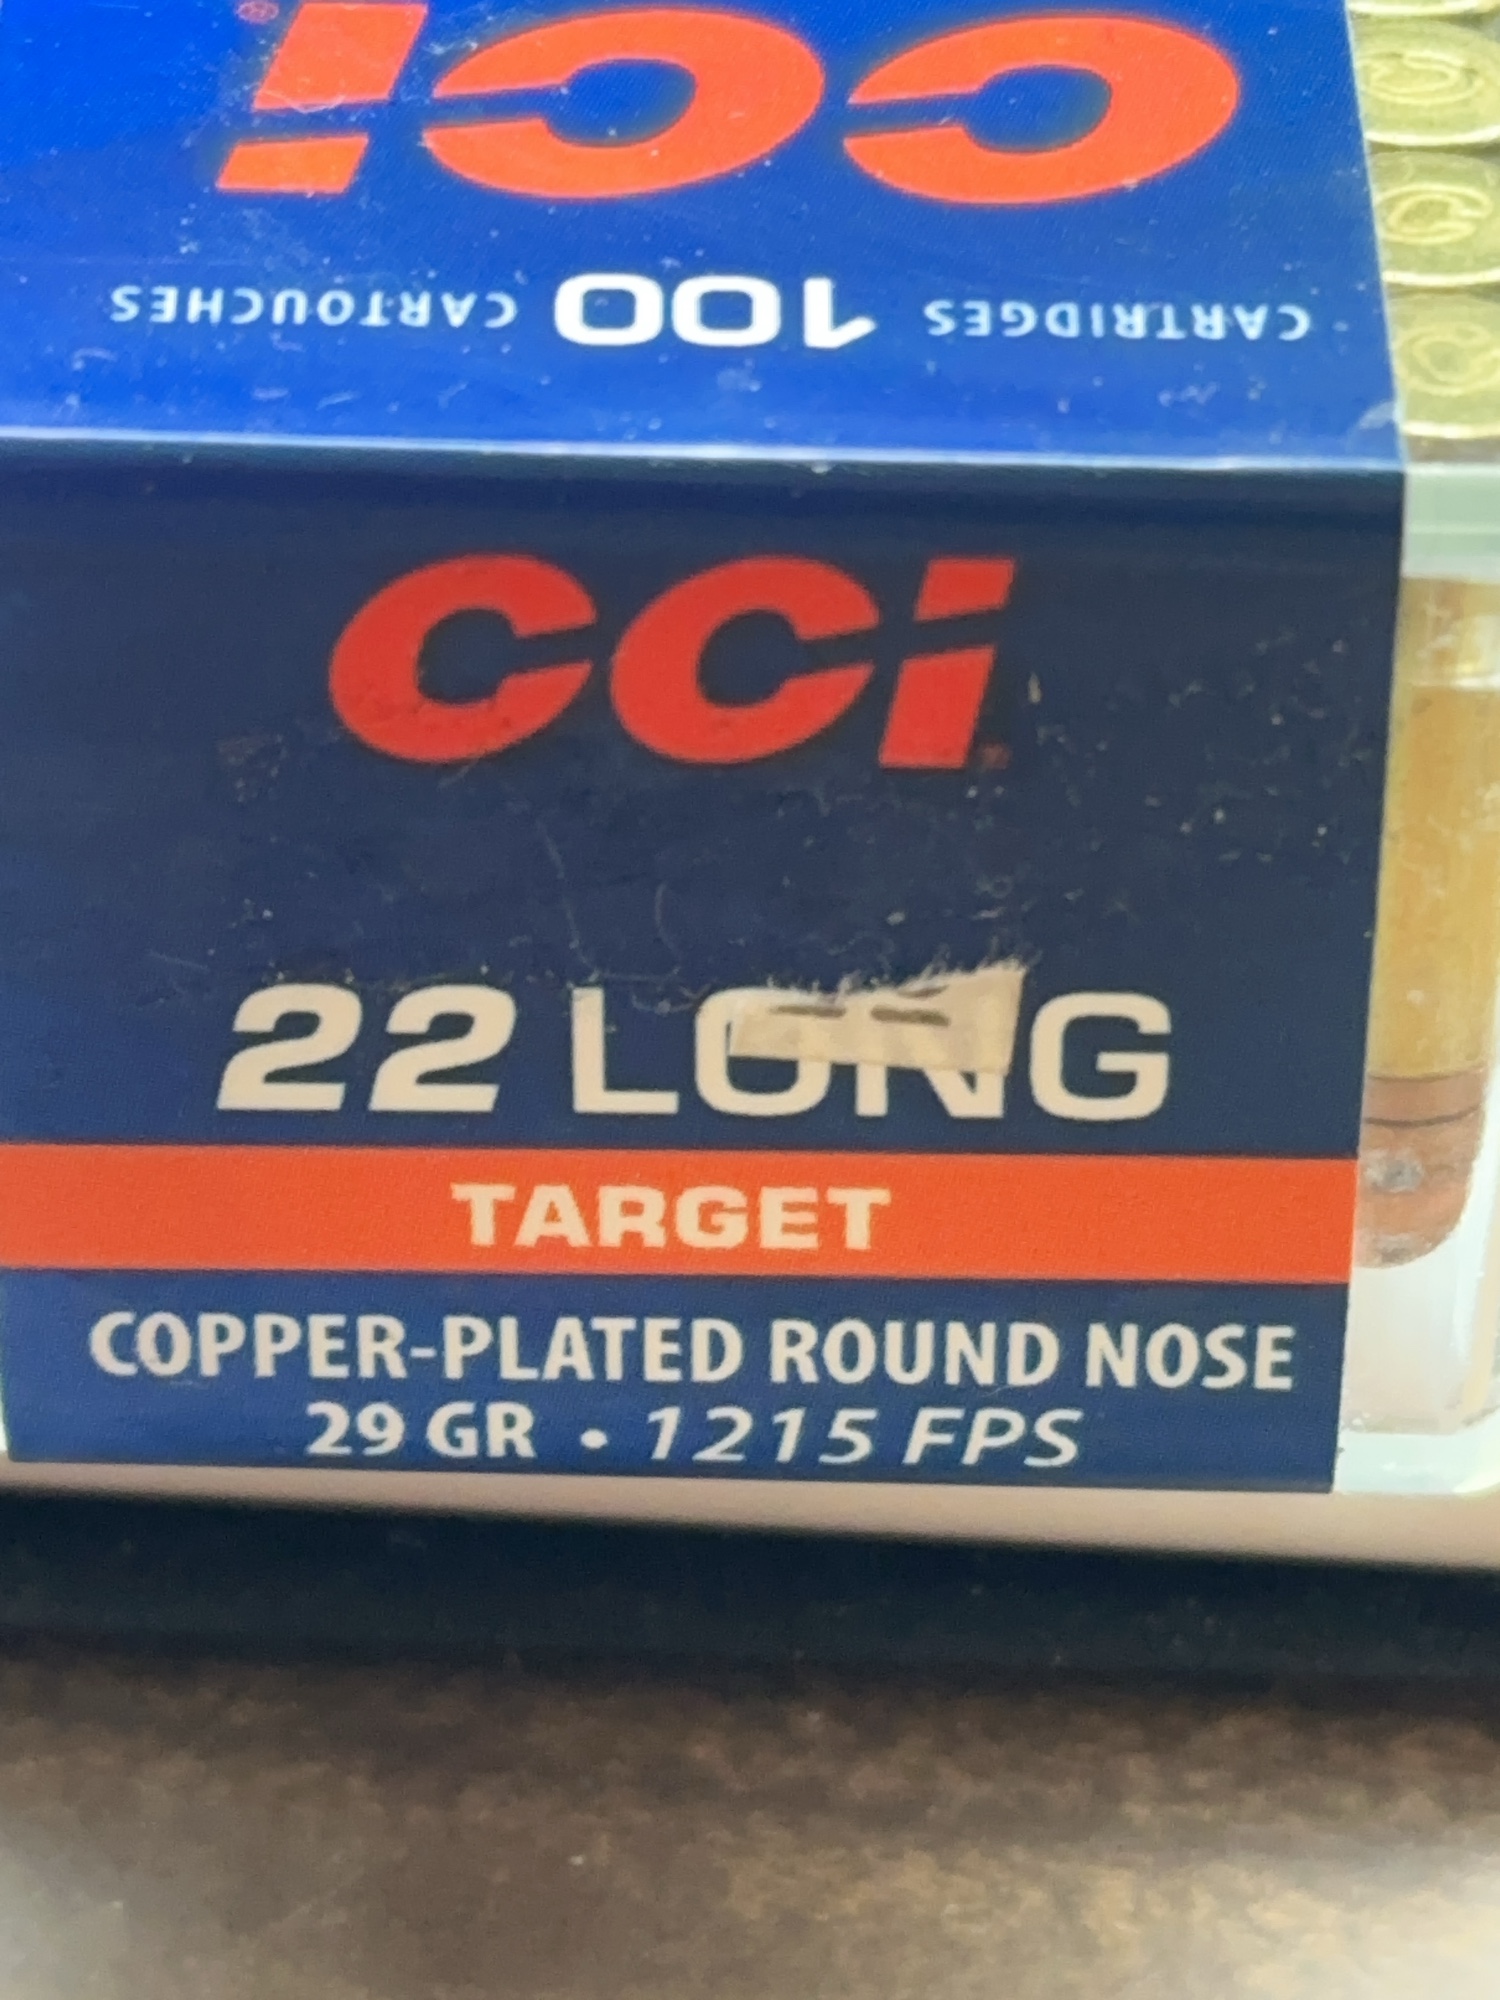 CCI®
CARTRIDGES 100 CARTOUCHES
CCI
22 LONG
TARGET
COPPER-PLATED ROUND NOSE
29 GR • 1215 FPS
C
C